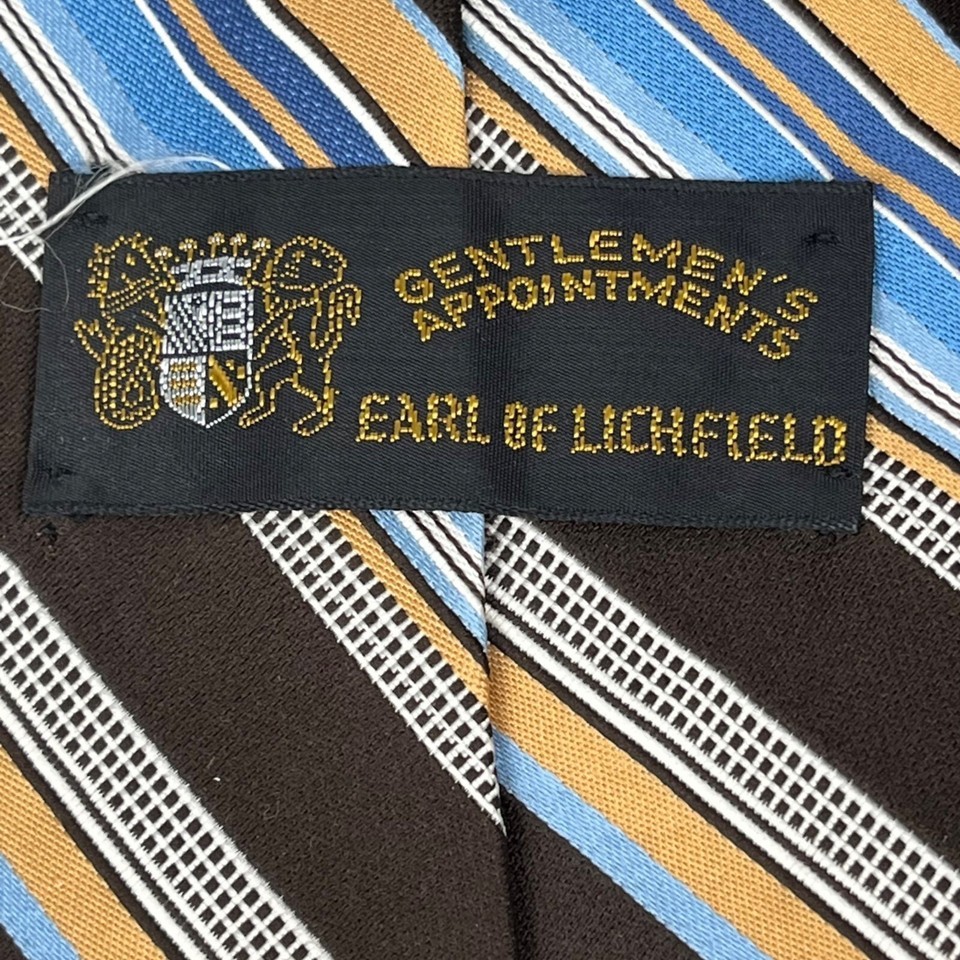 GENTLEMEN'S
APPOINTMENTS
EARL OF LICHFIELD